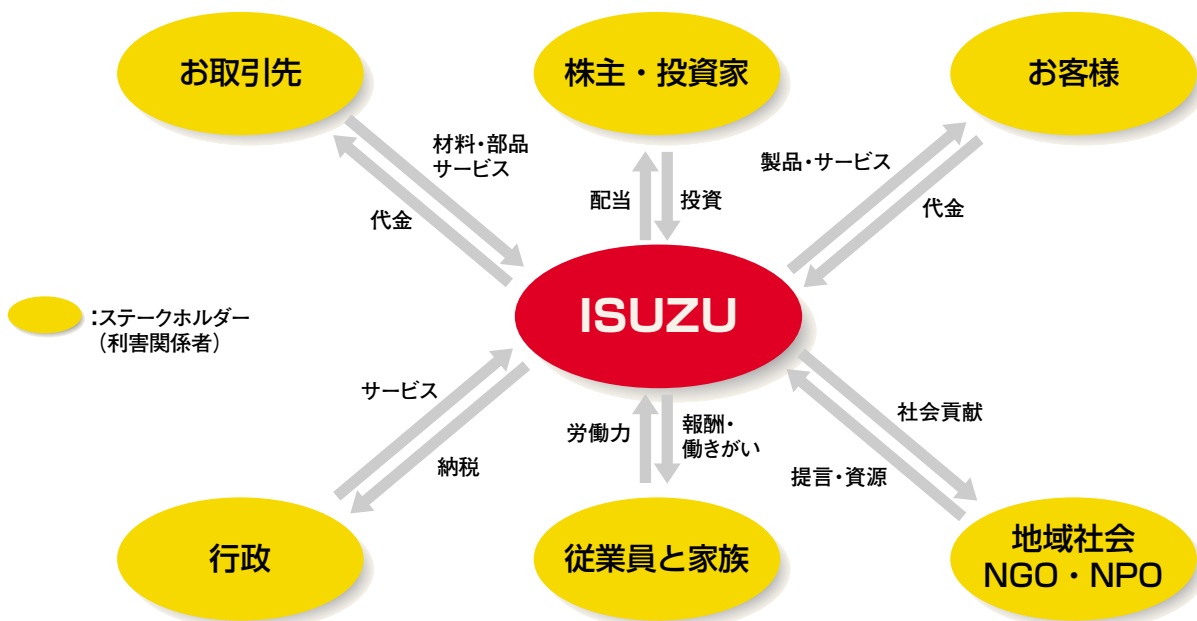 お取引先
株主・投資家
お客様
材料・部品
サービス
代金
配当
投資
製品・サービス
代金
ISUZU
:ステークホルダー
(利害関係者)
サービス
納税
労働力
報酬・
働きがい
社会貢献
提言・資源
行政
従業員と家族
地域社会
NGO・NPO